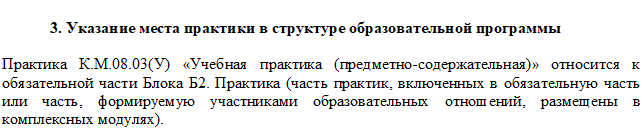 3. Указание места практики в структуре образовательной программы
Практика К.М.08.03(У) «Учебная практика (предметно-содержательная)» относится к
обязательной части Блока Б2. Практика (часть практик, включенных в обязательную часть
или часть, формируемую участниками образовательных отношений, размещены в
комплексных модулях).